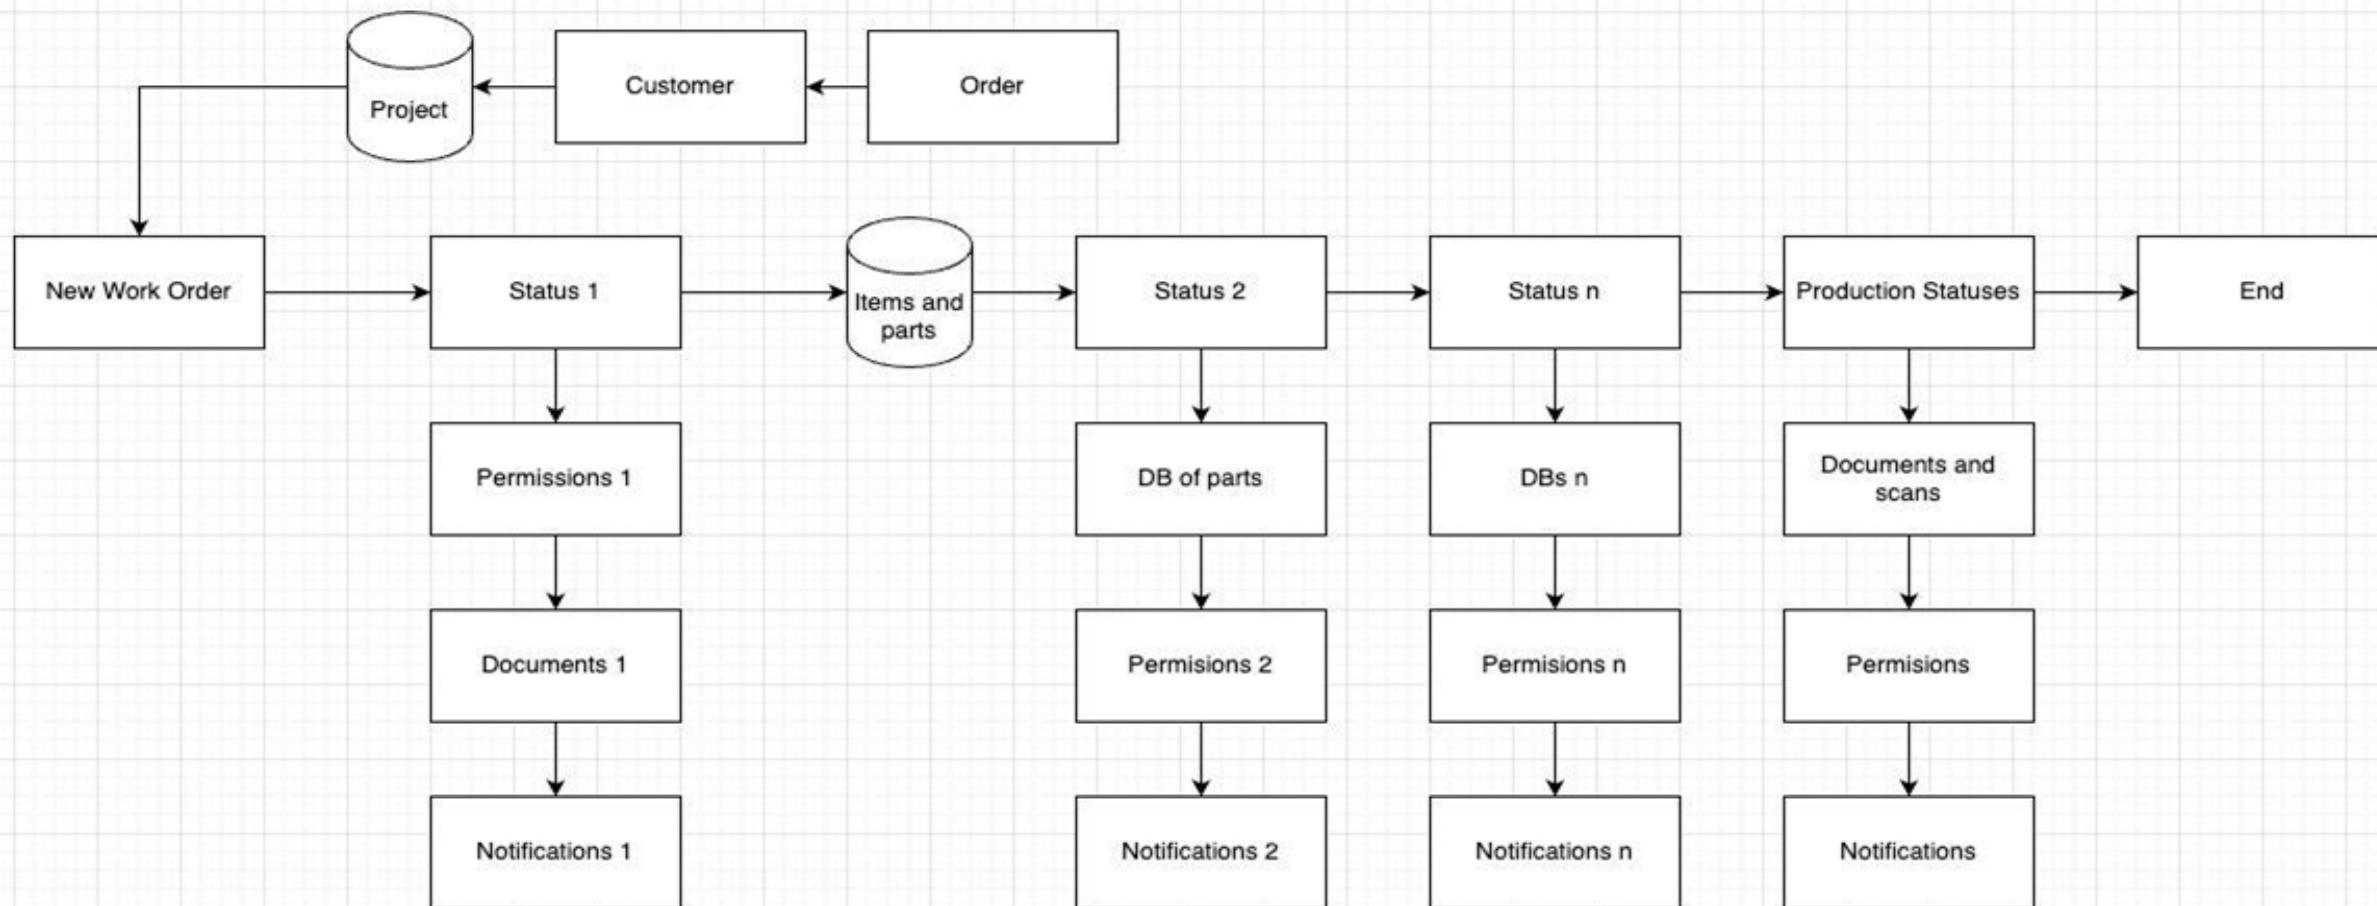 Project
Customer
Order
New Work Order
Status 1
Items and
parts
Status 2
Status n
Production Statuses
End
Permissions 1
DB of parts
DBs n
Documents and
scans
Documents 1
Permisions 2
Permisions n
Permisions
Notifications 1
Notifications 2
Notifications n
Notifications